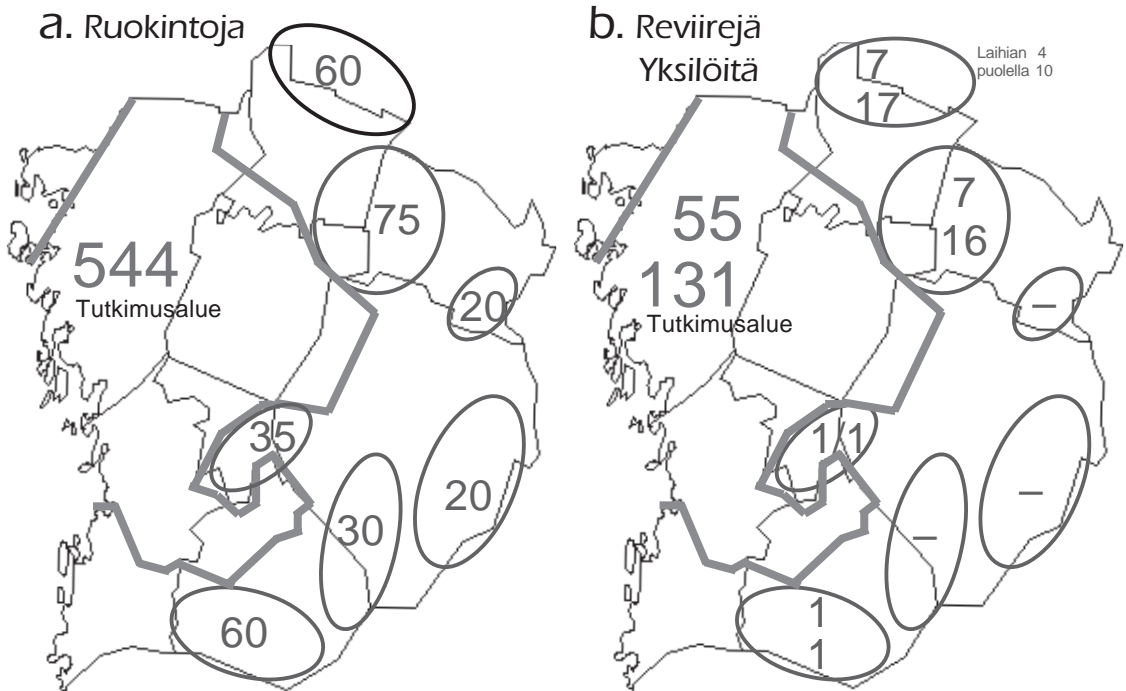 a. Ruokintoja
60
75
544
Tutkimusalue
20
35
20
30
60
b. Reviirejä
Yksilöitä
Laihian 4
puolella 10
7
17
7
16
55
131
Tutkimusalue
–
1 1
–
–
1
1